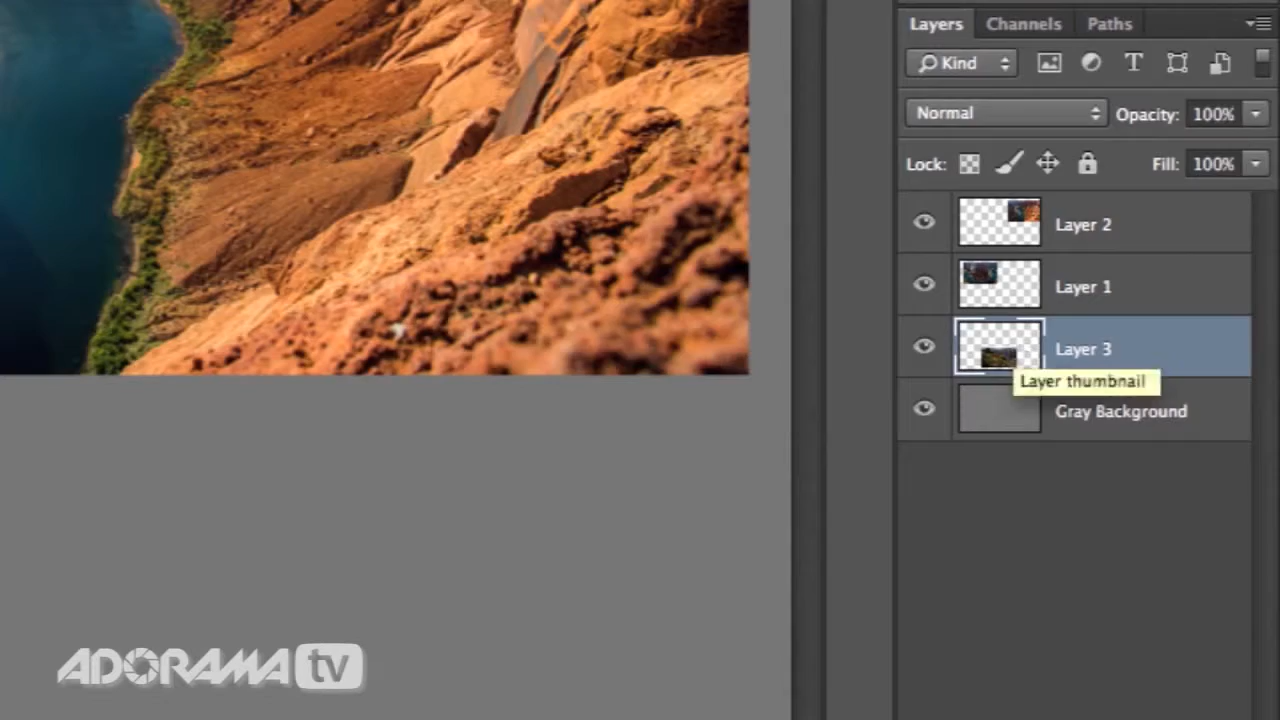 Layers Channels Paths
Kind T
Normal Opacity: 100%
Lock: Fill: 100%
Layer 2
Layer 1
Layer 3
Layer thumbnail
Gray Background
ADORAMA tv